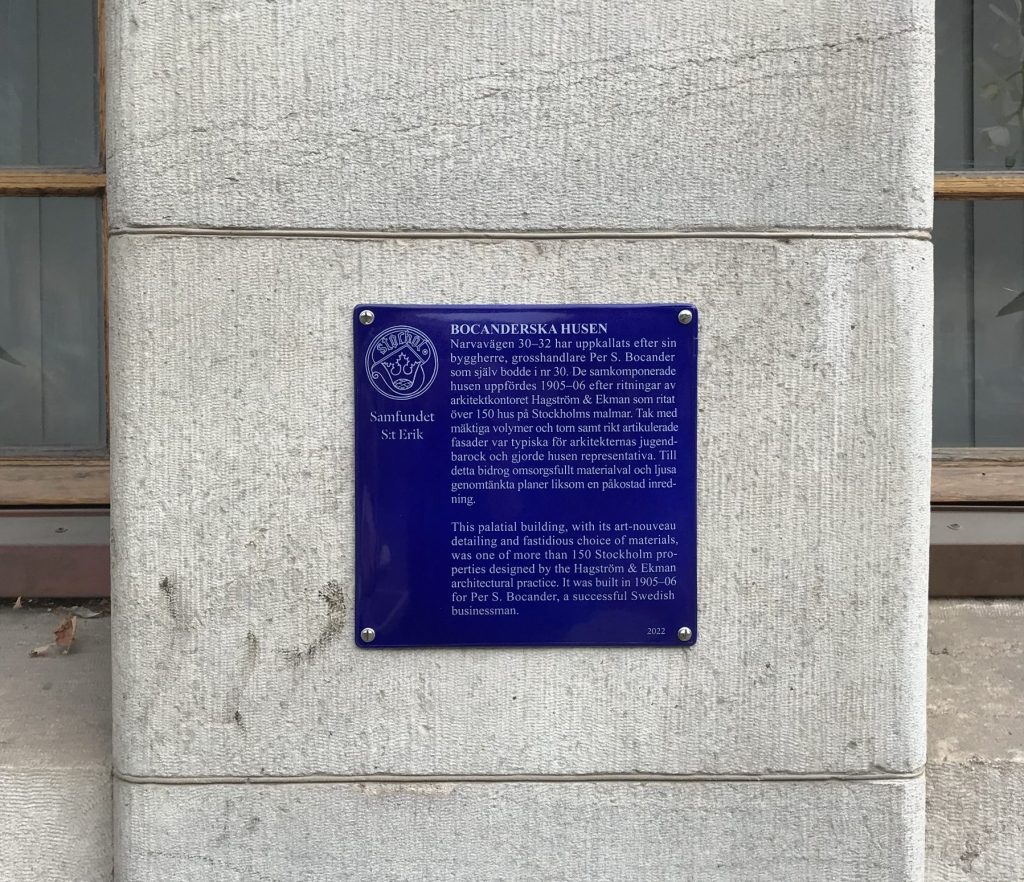 stochol
Samfundet
S:t Erik
BOCANDERSKA HUSEN
Narvavägen 30–32 har uppkallats efter sin
byggherre, grosshandlare Per S. Bocander
som själv bodde i nr 30. De samkomponerade
husen uppfördes 1905–06 efter ritningar av
arkitektkontoret Hagström & Ekman som ritat
över 150 hus på Stockholms malmar. Tak med
mäktiga volymer och torn samt rikt artikulerade
fasader var typiska för arkitekternas jugend-
barock och gjorde husen representativa. Till
detta bidrog omsorgsfullt materialval och ljusa
genomtänkta planer liksom en påkostad inred-
ning.
This palatial building, with its art-nouveau
detailing and fastidious choice of materials,
was one of more than 150 Stockholm pro-
perties designed by the Hagström & Ekman
architectural practice. It was built in 1905–06
for Per S. Bocander, a successful Swedish
businessman.
2022